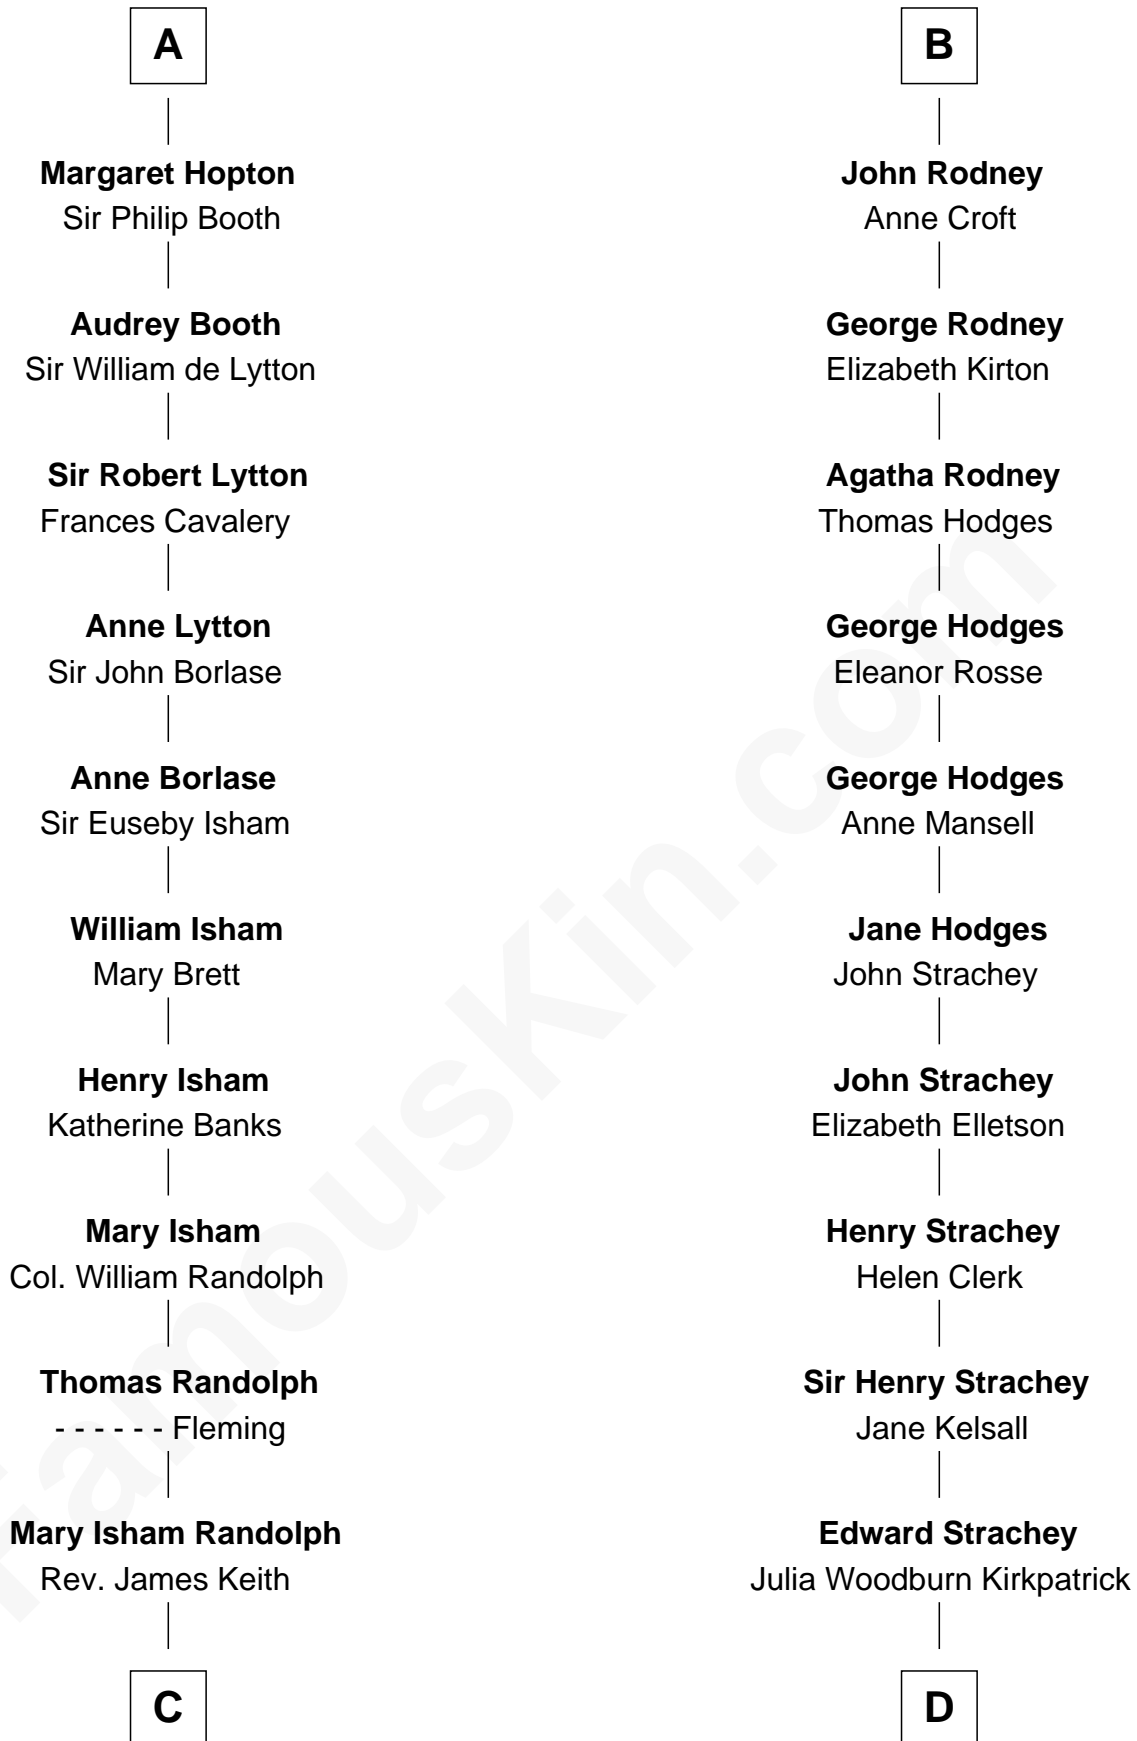 A
Margaret Hopton
Sir Philip Booth
Audrey Booth
Sir William de Lytton
Sir Robert Lytton
Frances Cavalery
Anne Lytton
Sir John Borlase
Anne Borlase
Sir Euseby Isham
William Isham
Mary Brett
Henry Isham
Katherine Banks
Mary Isham
Col. William Randolph
Thomas Randolph
- - - - - - Fleming
Mary Isham Randolph
Rev. James Keith
C
B
John Rodney
Anne Croft
George Rodney
Elizabeth Kirton
Agatha Rodney
Thomas Hodges
George Hodges
Eleanor Rosse
George Hodges
Anne Mansell
Jane Hodges
John Strachey
John Strachey
Elizabeth Elletson
Henry Strachey
Helen Clerk
Sir Henry Strachey
Jane Kelsall
Edward Strachey
Julia Woodburn Kirkpatrick
D
FamousKin.com